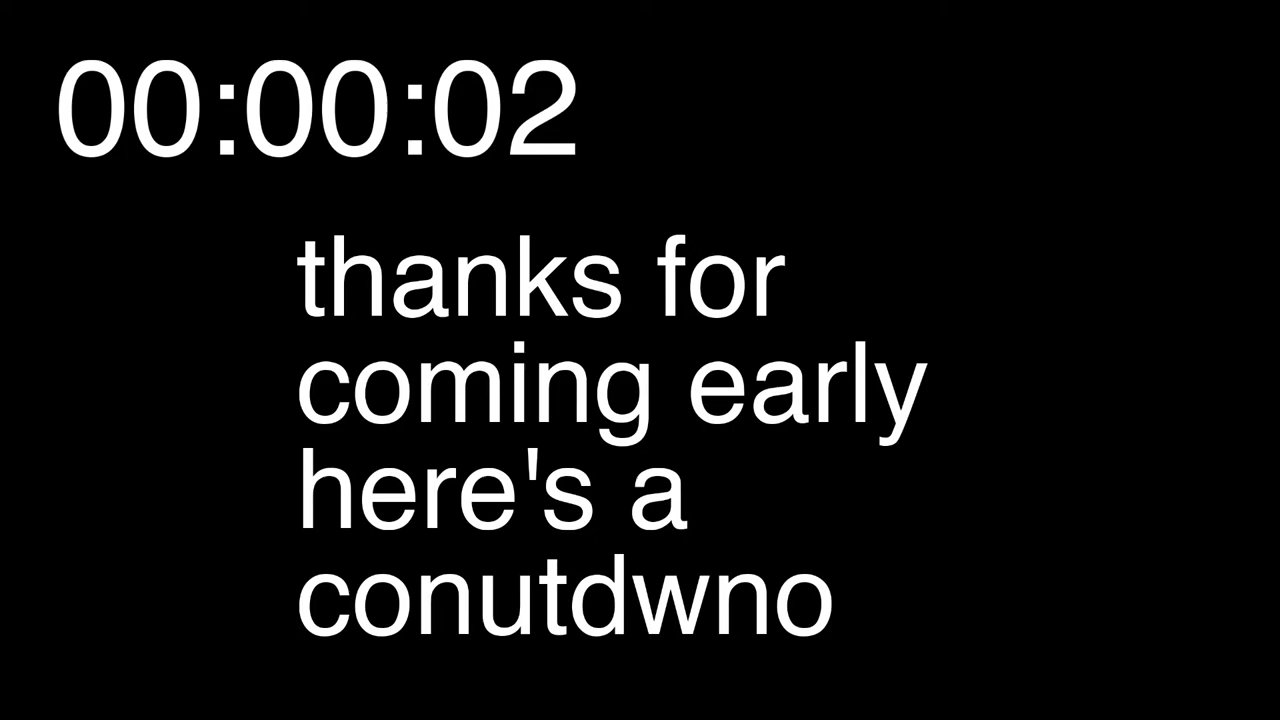 00:00:02
thanks for
coming early
here's a
conutdwno